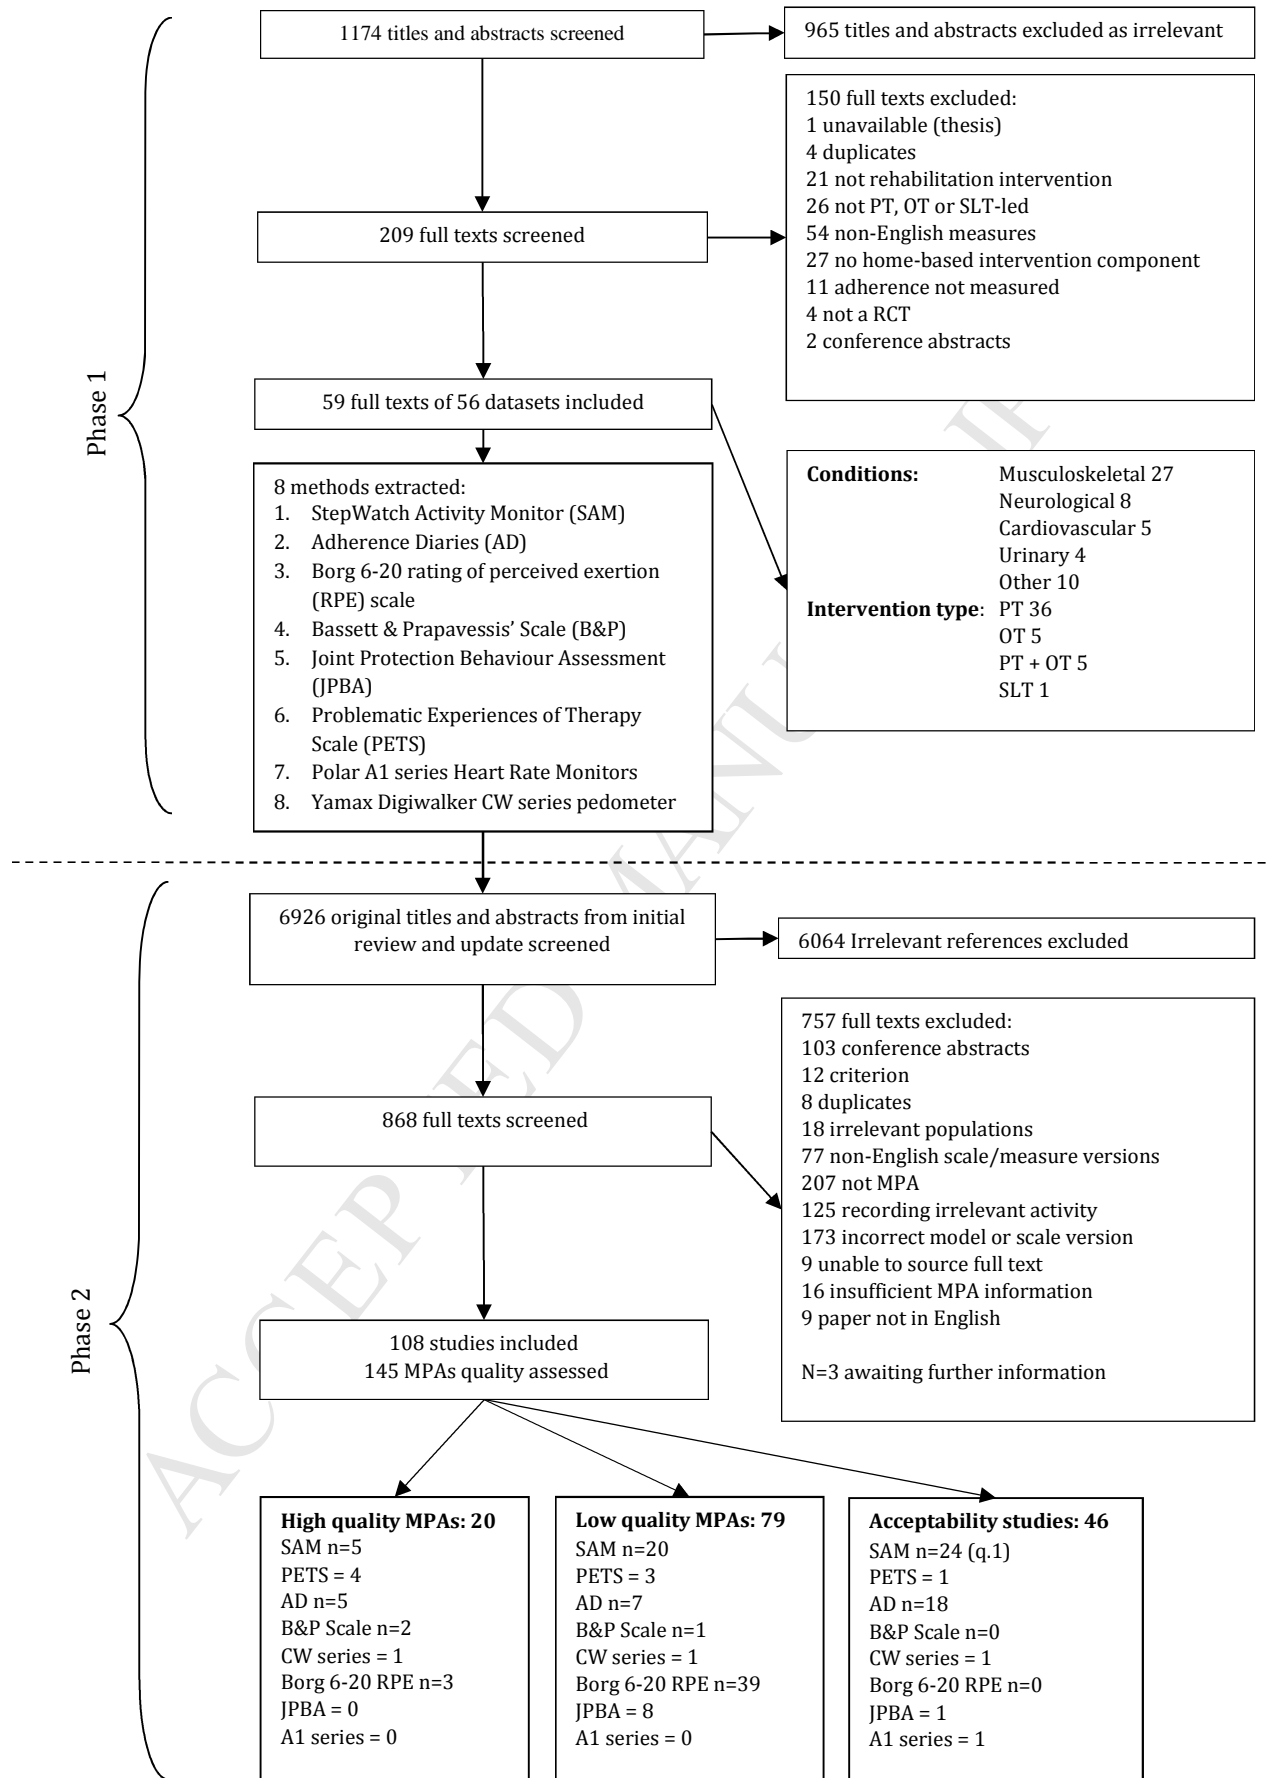 1174 titles and abstracts screened
965 titles and abstracts excluded as irrelevant
150 full texts excluded:
1 unavailable (thesis)
4 duplicates
21 not rehabilitation intervention
26 not PT, OT or SLT-led
54 non-English measures
27 no home-based intervention component
11 adherence not measured
4 not a RCT
2 conference abstracts
209 full texts screened
Phase 1
59 full texts of 56 datasets included
8 methods extracted:
1. StepWatch Activity Monitor (SAM)
2. Adherence Diaries (AD)
3. Borg 6-20 rating of perceived exertion
(RPE) scale
4. Bassett & Prapavessis' Scale (B&P)
5. Joint Protection Behaviour Assessment
(JPBA)
6. Problematic Experiences of Therapy
Scale (PETS)
7. Polar A1 series Heart Rate Monitors
8. Yamax Digiwalker CW series pedometer
Conditions: Musculoskeletal 27
Neurological 8
Cardiovascular 5
Urinary 4
Other 10
Intervention type: PT 36
OT 5
PT + OT 5
SLT 1
6926 original titles and abstracts from initial
review and update screened
6064 Irrelevant references excluded
757 full texts excluded:
103 conference abstracts
12 criterion
8 duplicates
18 irrelevant populations
77 non-English scale/measure versions
207 not MPA
125 recording irrelevant activity
173 incorrect model or scale version
9 unable to source full text
16 insufficient MPA information
9 paper not in English
N=3 awaiting further information
868 full texts screened
Phase 2
108 studies included
145 MPAs quality assessed
High quality MPAs: 20
SAM n=5
PETS = 4
AD n=5
B&P Scale n=2
CW series = 1
Borg 6-20 RPE n=3
JPBA = 0
A1 series = 0
Low quality MPAs: 79
SAM n=20
PETS = 3
AD n=7
B&P Scale n=1
CW series = 1
Borg 6-20 RPE n=39
JPBA = 8
A1 series = 0
Acceptability studies: 46
SAM n=24 (q.1)
PETS = 1
AD n=18
B&P Scale n=0
CW series = 1
Borg 6-20 RPE n=0
JPBA = 1
A1 series = 1